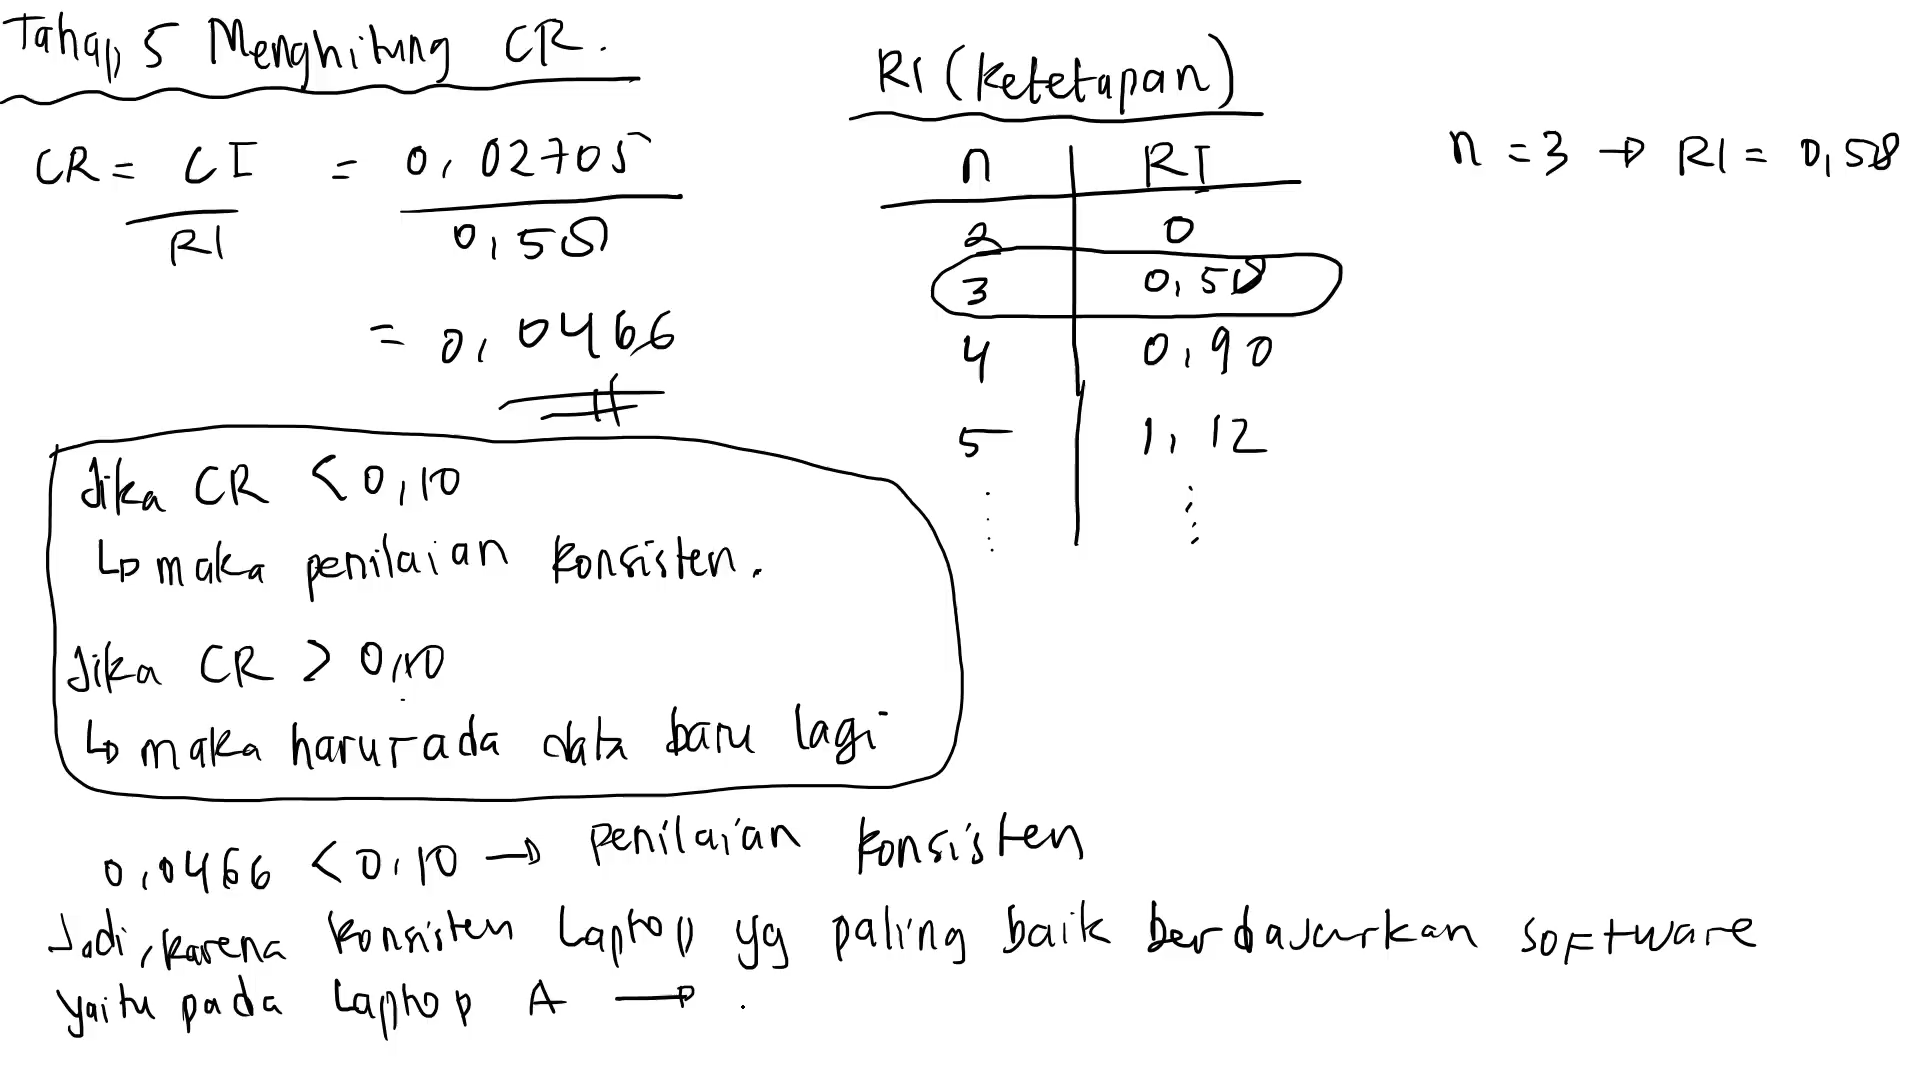 Tahap 5 Menghitung CR.
CR = CI / RI = 0,02705 / 0,58
= 0,0466
RI (Ketetapan)
n | RI
2 | 0
3 | 0,58
4 | 0,90
5 | 1,12
n = 3 → RI = 0,58
Jika CR < 0,10
↳ maka penilaian konsisten.
Jika CR > 0,10
↳ maka harus ada data baru lagi
0,0466 < 0,10 → penilaian konsisten
Jadi, karena konsisten Laptop yg paling baik berdasarkan software
yaitu pada Laptop A →